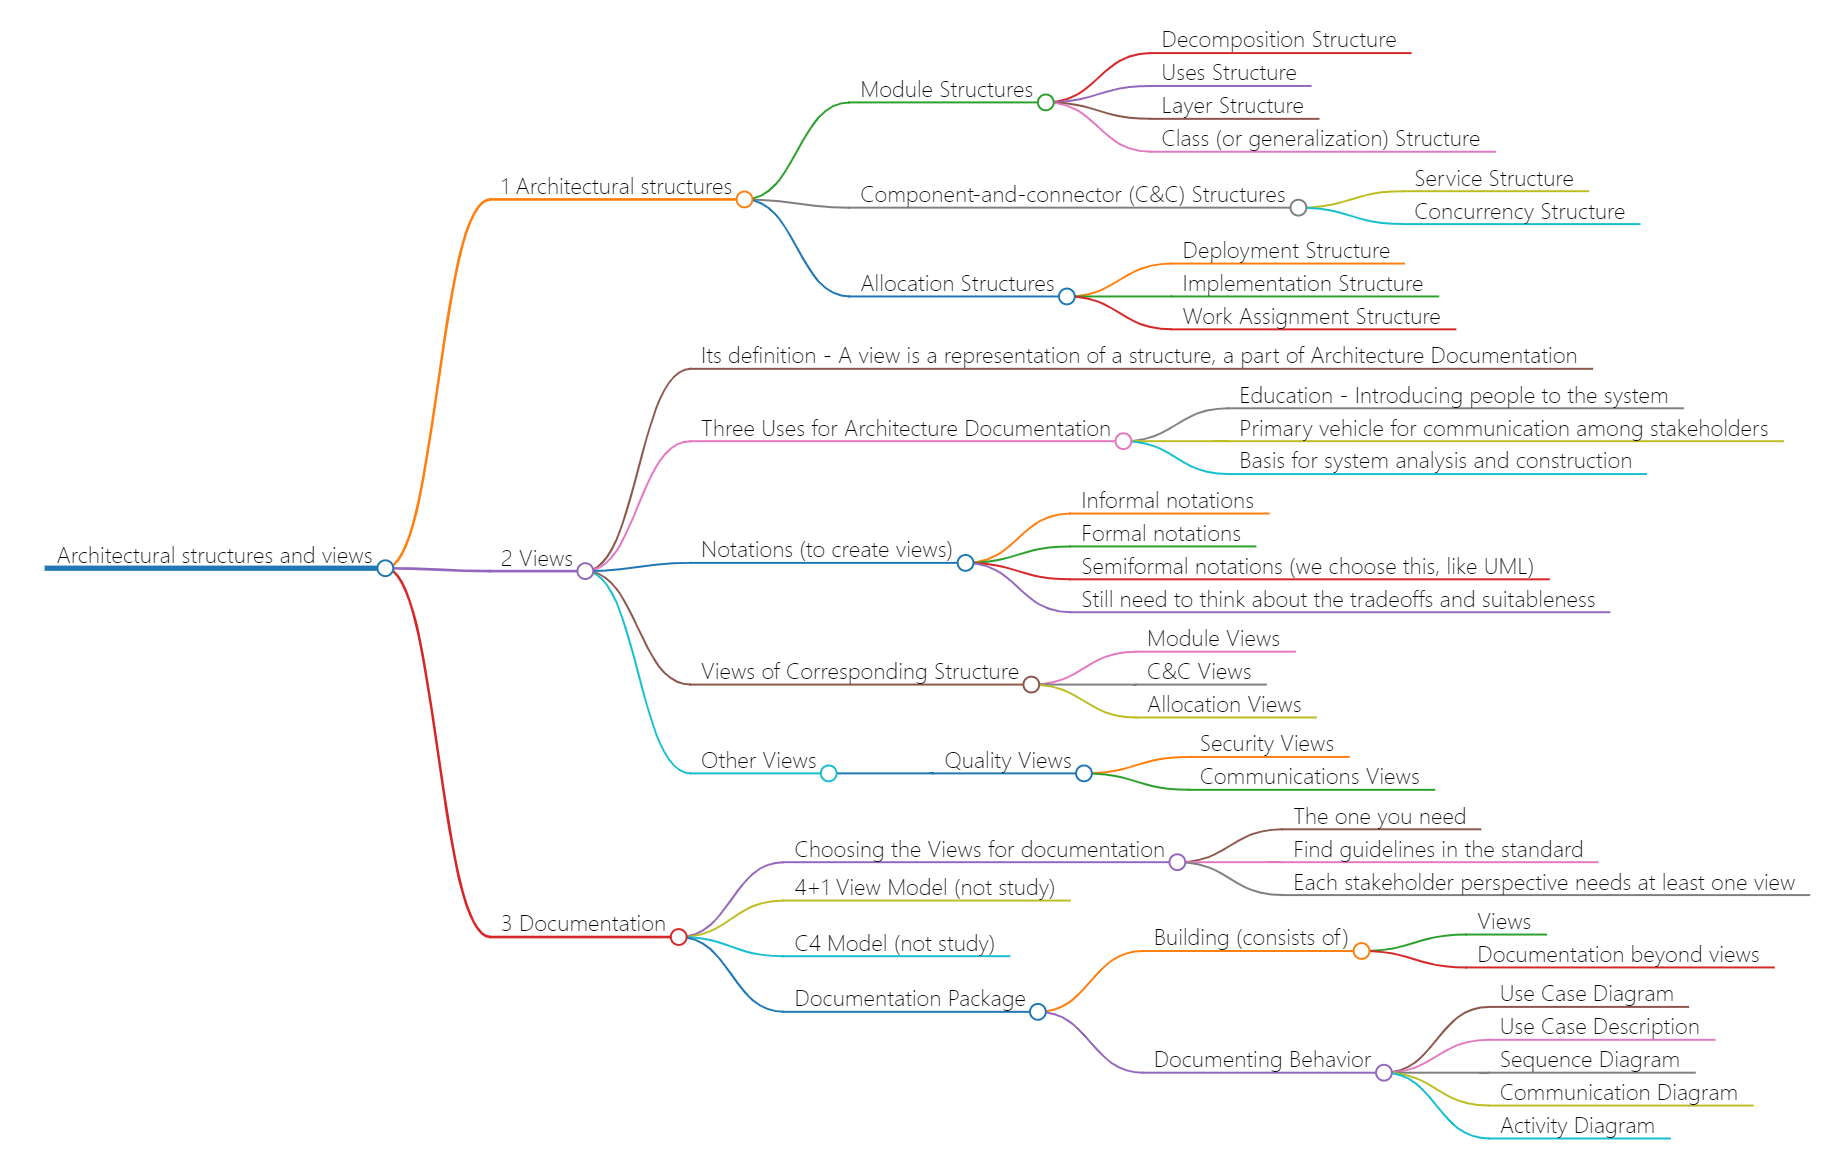 Architectural structures and views
1 Architectural structures
Module Structures
Decomposition Structure
Uses Structure
Layer Structure
Class (or generalization) Structure
Component-and-connector (C&C) Structures
Service Structure
Concurrency Structure
Allocation Structures
Deployment Structure
Implementation Structure
Work Assignment Structure
2 Views
Its definition - A view is a representation of a structure, a part of Architecture Documentation
Three Uses for Architecture Documentation
Education - Introducing people to the system
Primary vehicle for communication among stakeholders
Basis for system analysis and construction
Notations (to create views)
Informal notations
Formal notations
Semiformal notations (we choose this, like UML)
Still need to think about the tradeoffs and suitableness
Views of Corresponding Structure
Module Views
C&C Views
Allocation Views
Other Views
Quality Views
Security Views
Communications Views
3 Documentation
Choosing the Views for documentation
The one you need
Find guidelines in the standard
Each stakeholder perspective needs at least one view
4+1 View Model (not study)
C4 Model (not study)
Documentation Package
Building (consists of)
Views
Documentation beyond views
Documenting Behavior
Use Case Diagram
Use Case Description
Sequence Diagram
Communication Diagram
Activity Diagram